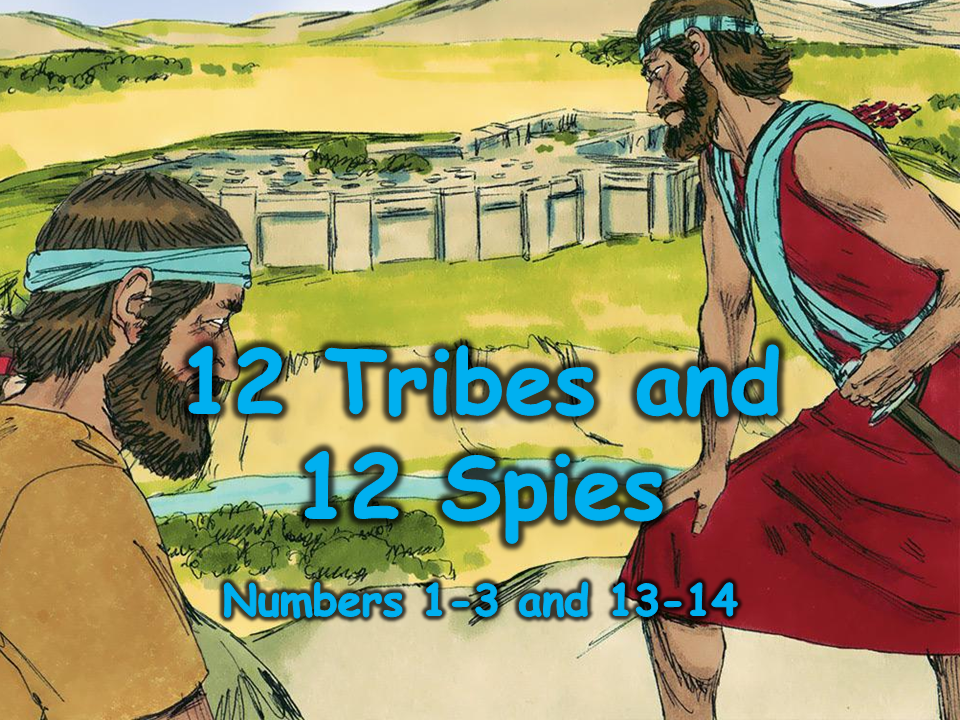 12 Tribes and
12 Spies
Numbers 1-3 and 13-14